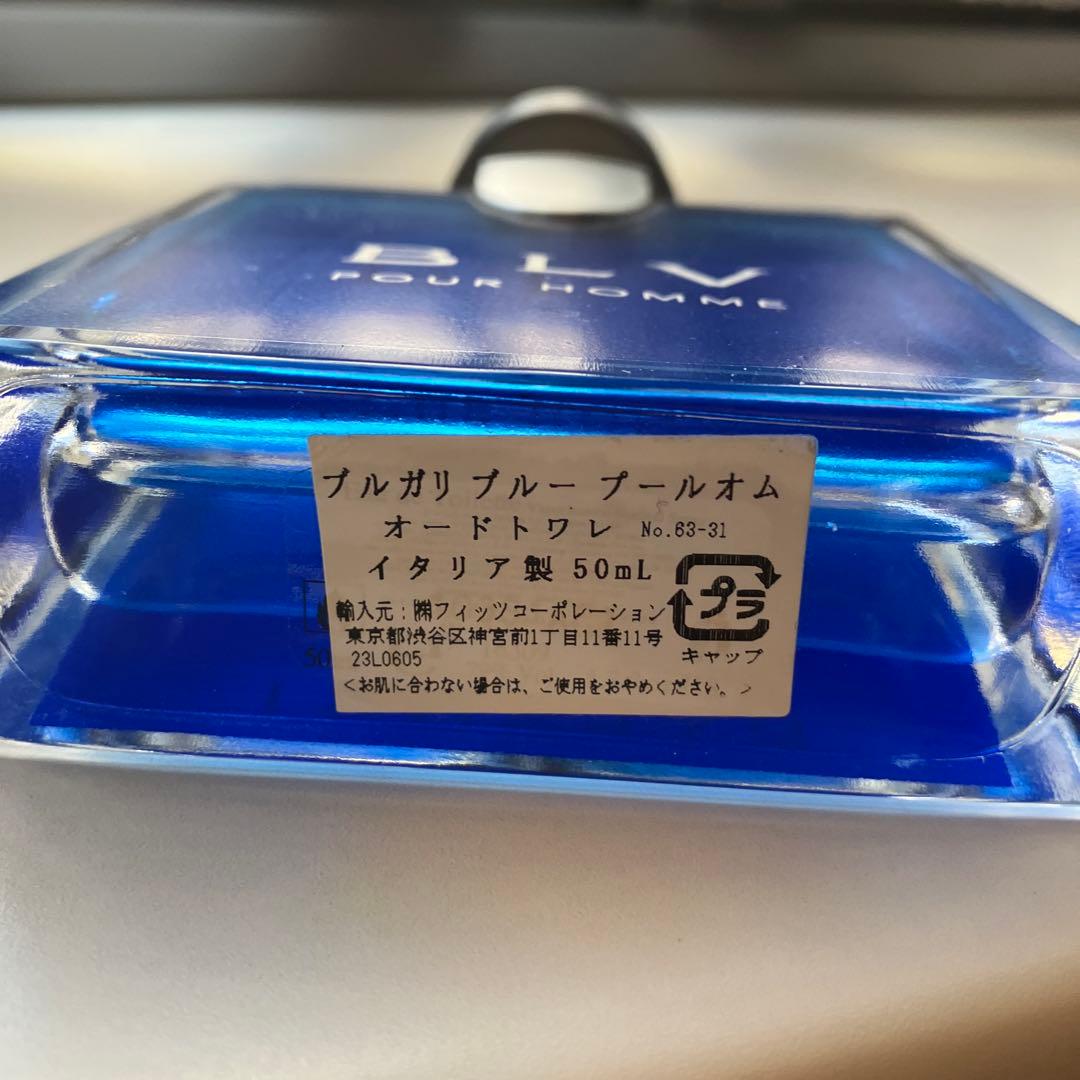 BLV
POUR HOMME
ブルガリ ブルー プールオム
オードトワレ No.63-31
イタリア製 50mL
プラ
輸入元：㈱フィッツコーポレーション
東京都渋谷区神宮前1丁目11番11号
キャップ
23L0605
＜お肌に合わない場合は、ご使用をおやめください。＞